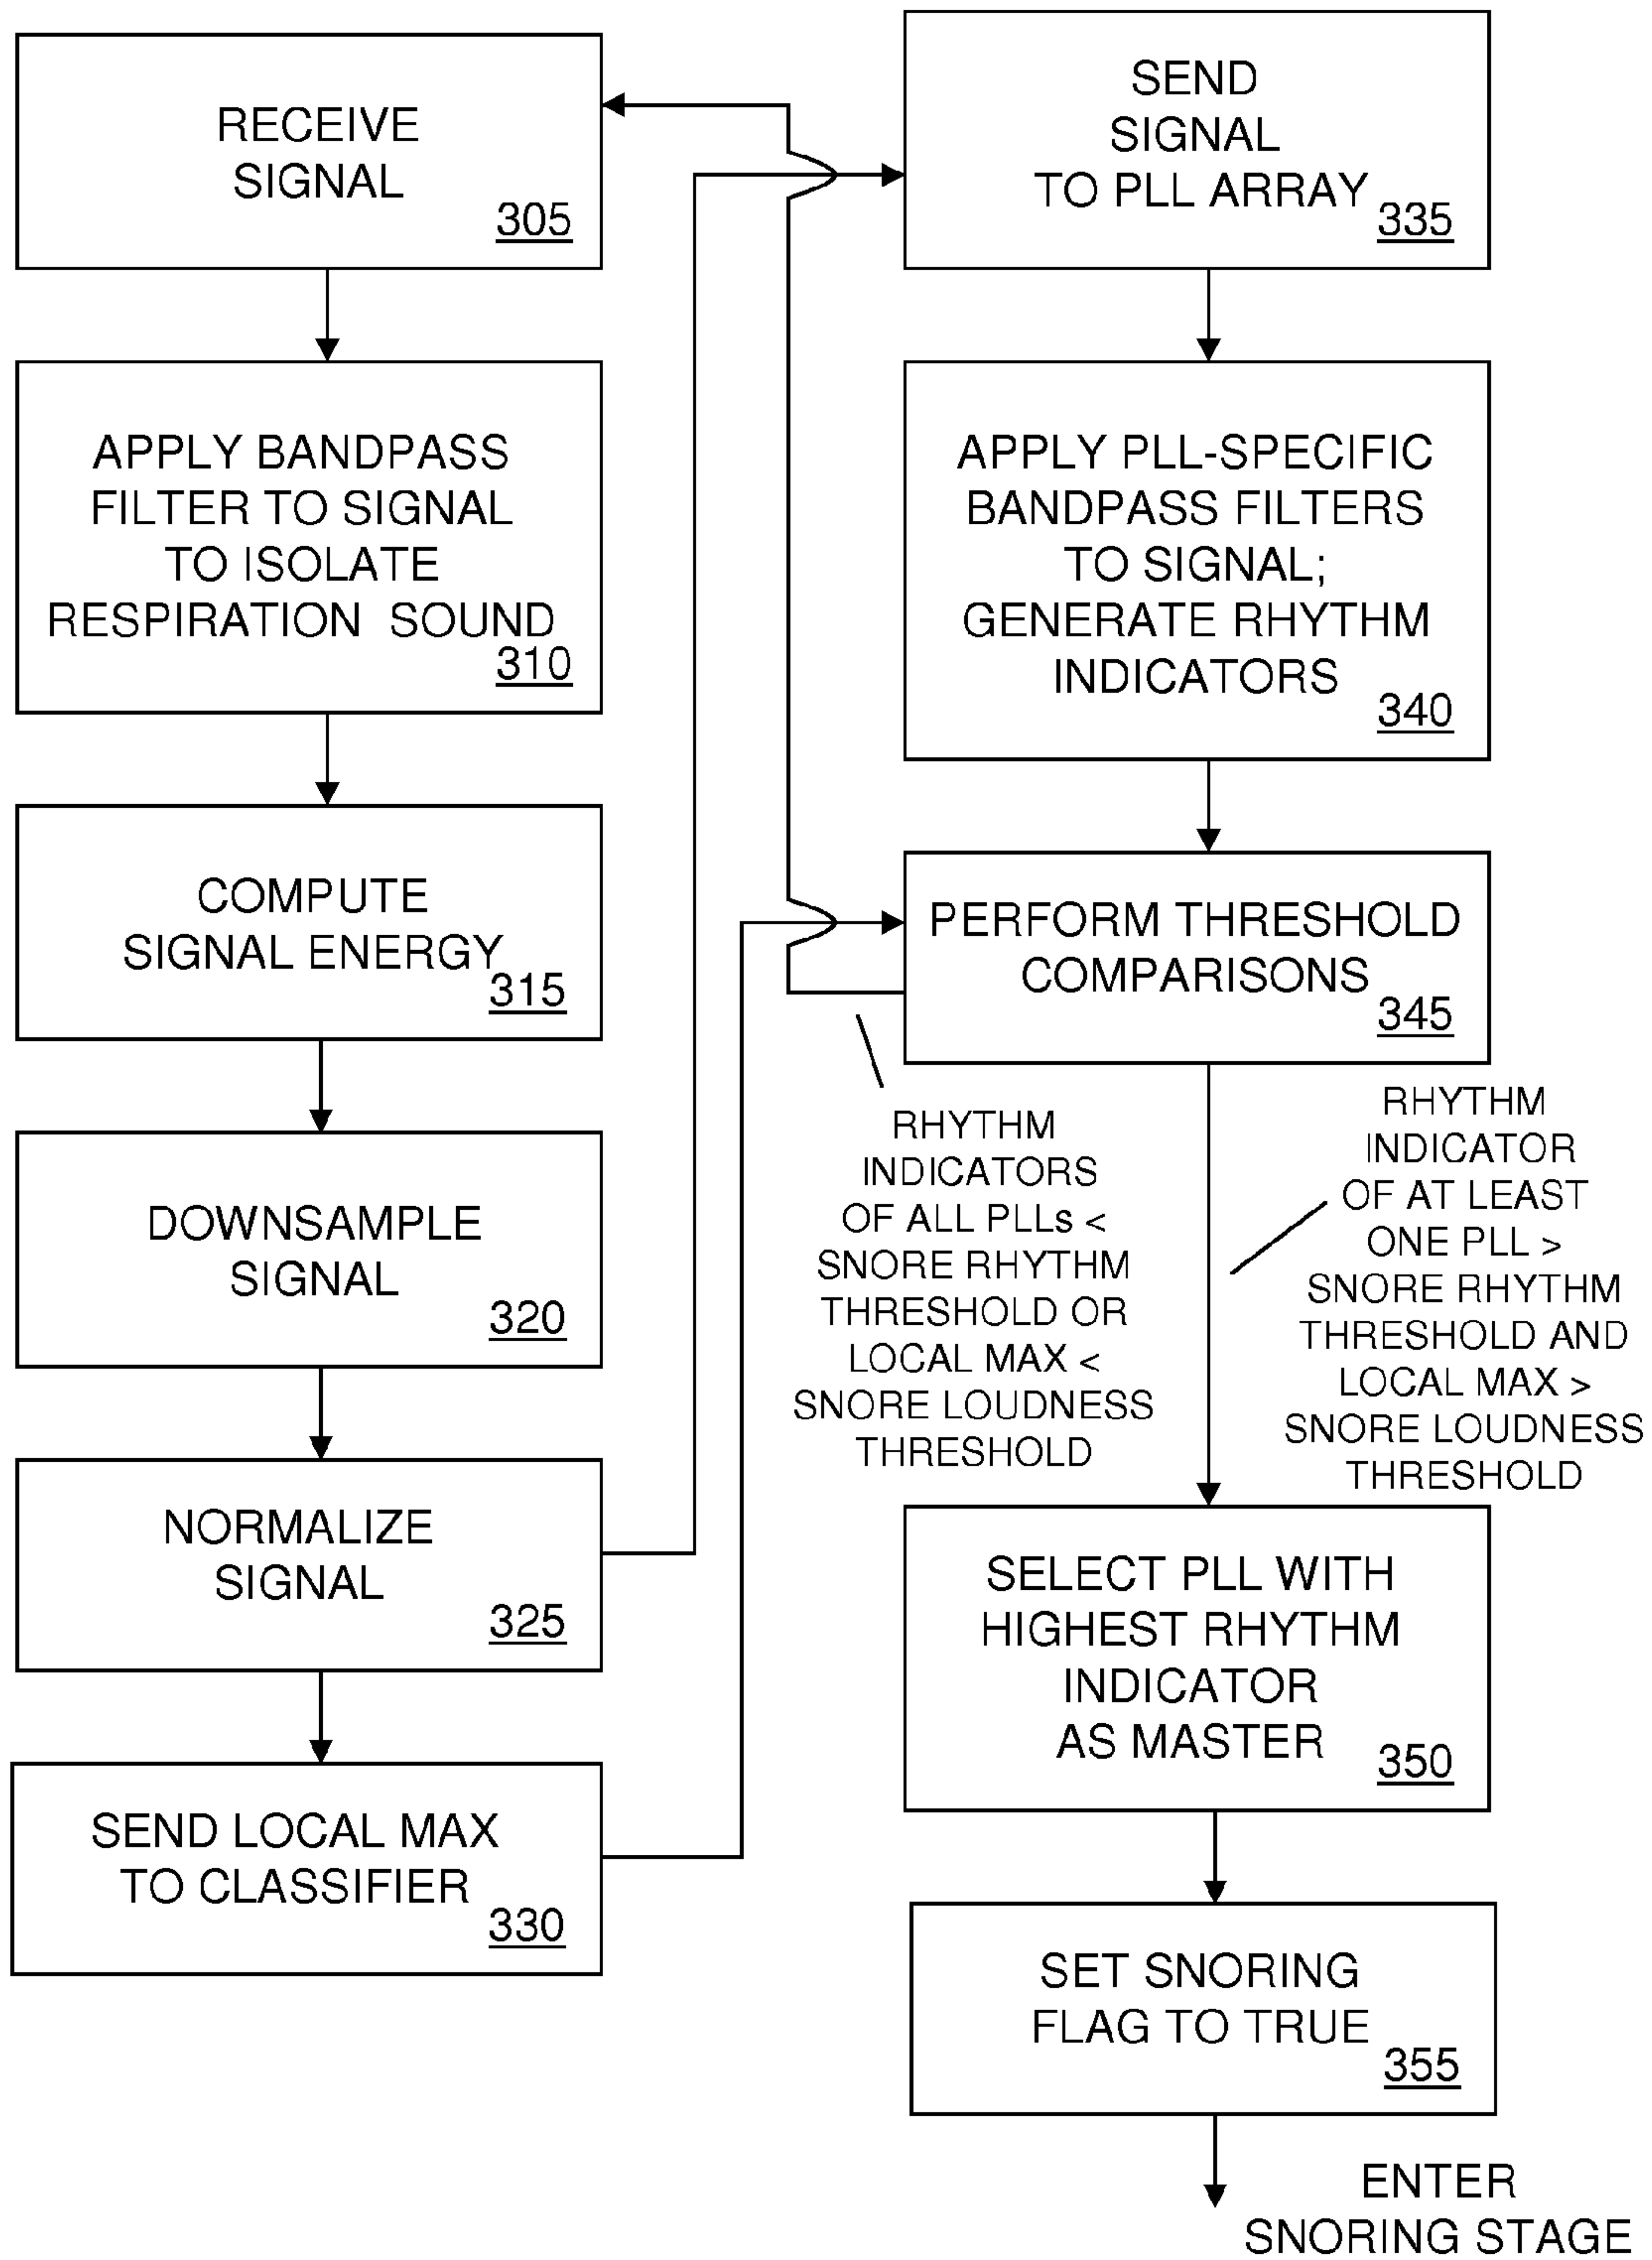 RECEIVE
SIGNAL
305
APPLY BANDPASS
FILTER TO SIGNAL
TO ISOLATE
RESPIRATION SOUND
310
COMPUTE
SIGNAL ENERGY
315
DOWNSAMPLE
SIGNAL
320
NORMALIZE
SIGNAL
325
SEND LOCAL MAX
TO CLASSIFIER
330
SEND
SIGNAL
TO PLL ARRAY
335
APPLY PLL-SPECIFIC
BANDPASS FILTERS
TO SIGNAL;
GENERATE RHYTHM
INDICATORS
340
PERFORM THRESHOLD
COMPARISONS
345
RHYTHM
INDICATORS
OF ALL PLLs <
SNORE RHYTHM
THRESHOLD OR
LOCAL MAX <
SNORE LOUDNESS
THRESHOLD
RHYTHM
INDICATOR
OF AT LEAST
ONE PLL >
SNORE RHYTHM
THRESHOLD AND
LOCAL MAX >
SNORE LOUDNESS
THRESHOLD
SELECT PLL WITH
HIGHEST RHYTHM
INDICATOR
AS MASTER
350
SET SNORING
FLAG TO TRUE
355
ENTER
SNORING STAGE